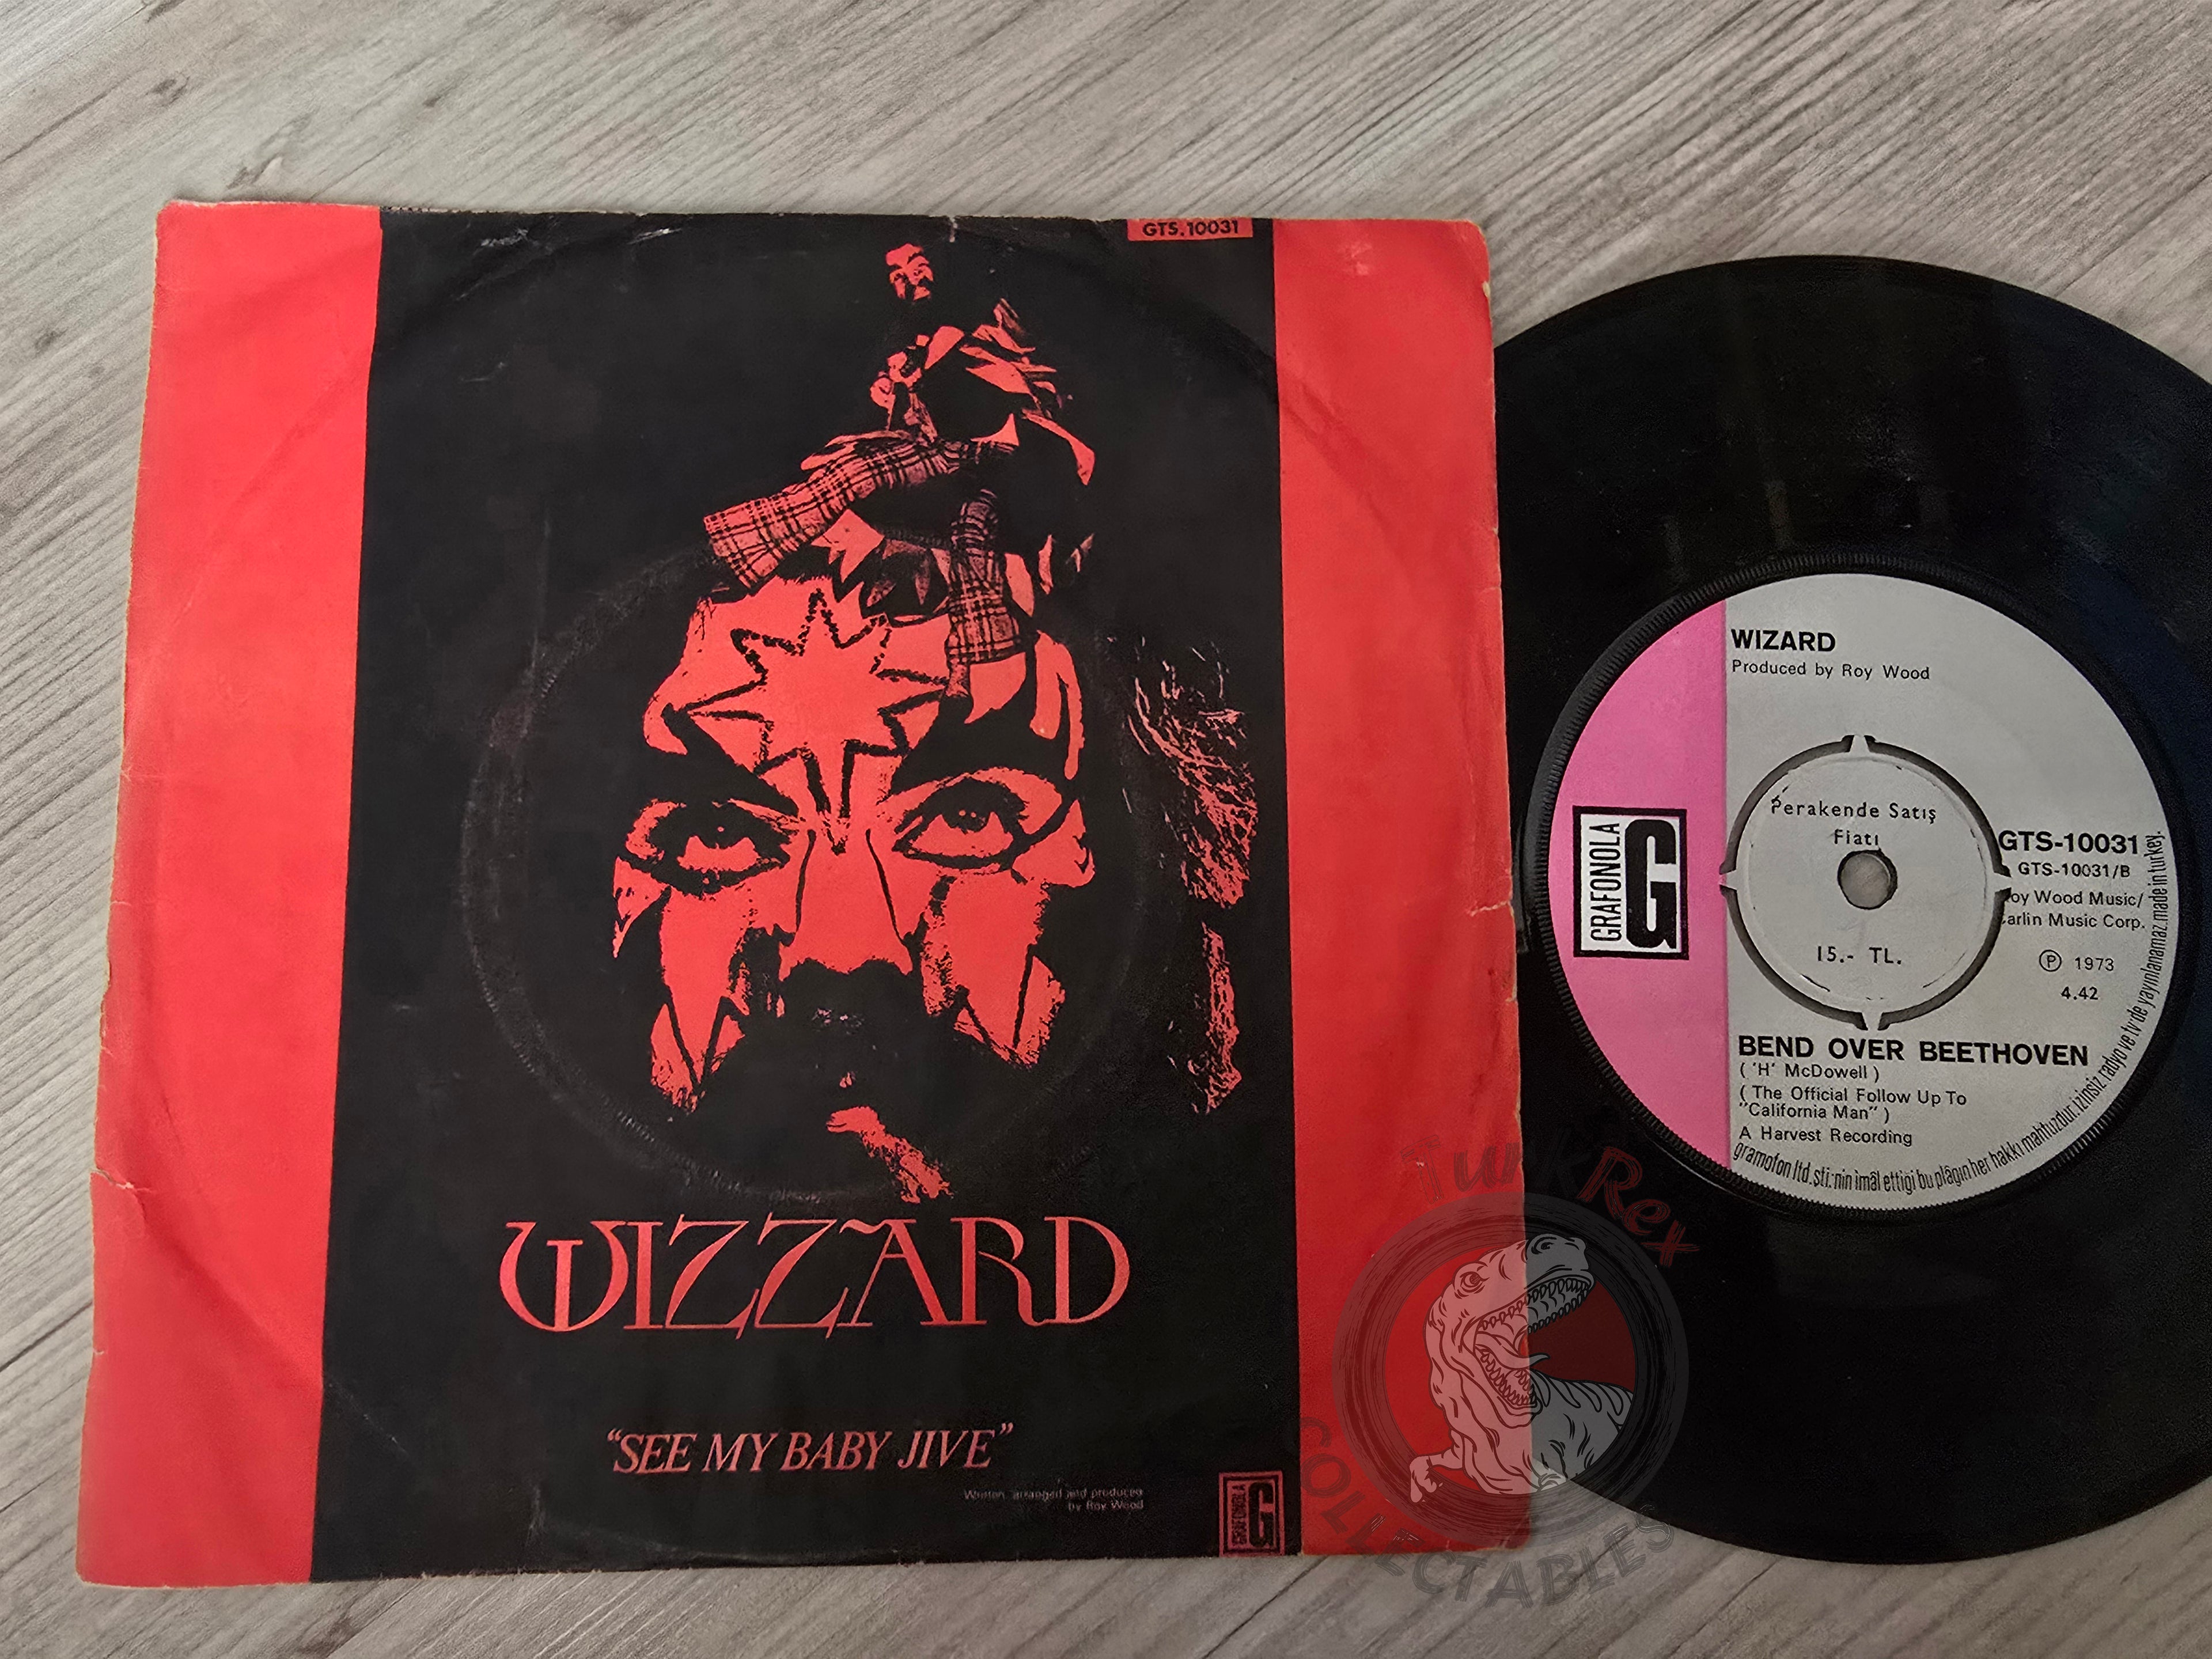 GTS.10031
WIZZARD
"SEE MY BABY JIVE"
Written, arranged and produced
by Roy Wood
GRAFONOLA
G
WIZARD
Produced by Roy Wood
GRAFONOLA
G
Perakende Satış
Fiatı
15.- TL.
GTS-10031
GTS-10031/B
oy Wood Music/
arlin Music Corp.
Ⓟ 1973
4.42
BEND OVER BEETHOVEN
( 'H' McDowell )
( The Official Follow Up To
"California Man" )
A Harvest Recording
gramofon ltd. şti.'nin imâl ettiği bu plâğın her hakkı mahfuzdur. izinsiz radyo ve tv'de yayınlanamaz. made in turkey.
TurkRex
COLLECTABLES